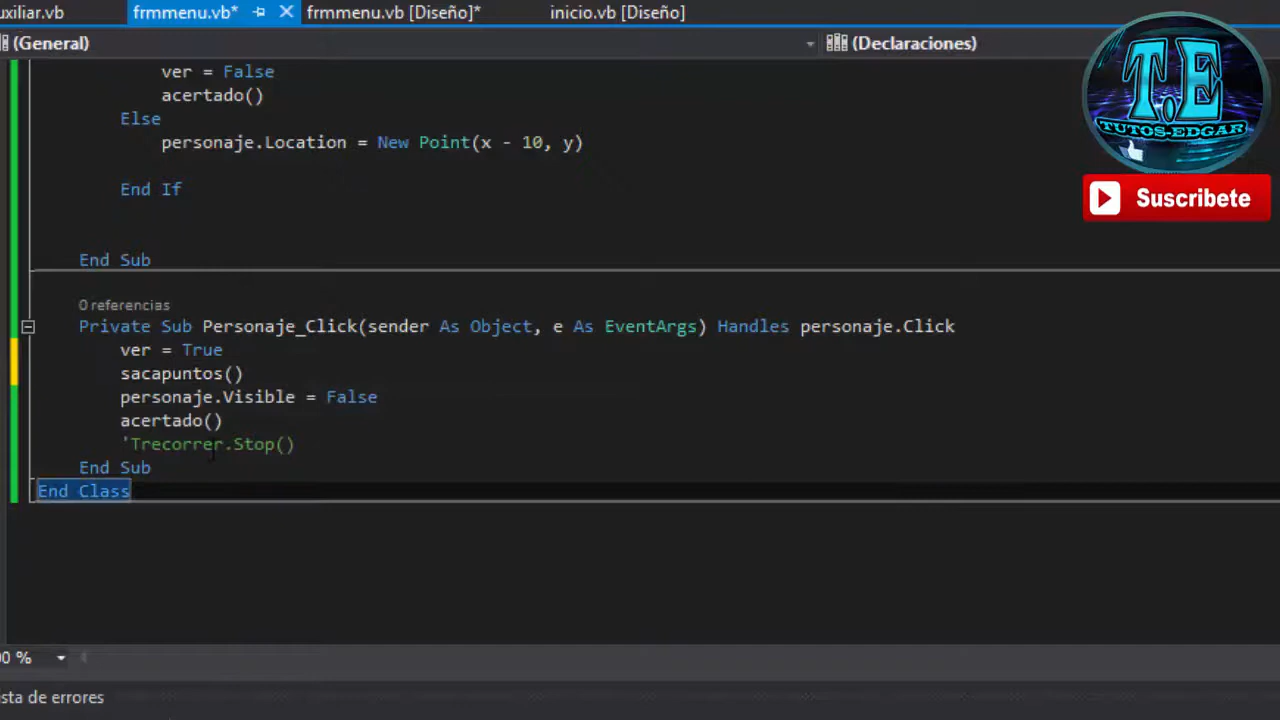 uxiliar.vb frmmenu.vb* frmmenu.vb [Diseño]* inicio.vb [Diseño]
(General) (Declaraciones)
ver = False
acertado()
Else
personaje.Location = New Point(x - 10, y)
End If
End Sub
0 referencias
Private Sub Personaje_Click(sender As Object, e As EventArgs) Handles personaje.Click
ver = True
sacapuntos()
personaje.Visible = False
acertado()
'Trecorrer.Stop()
End Sub
End Class
00 %
sta de errores
T.E
TUTOS-EDGAR
Suscribete